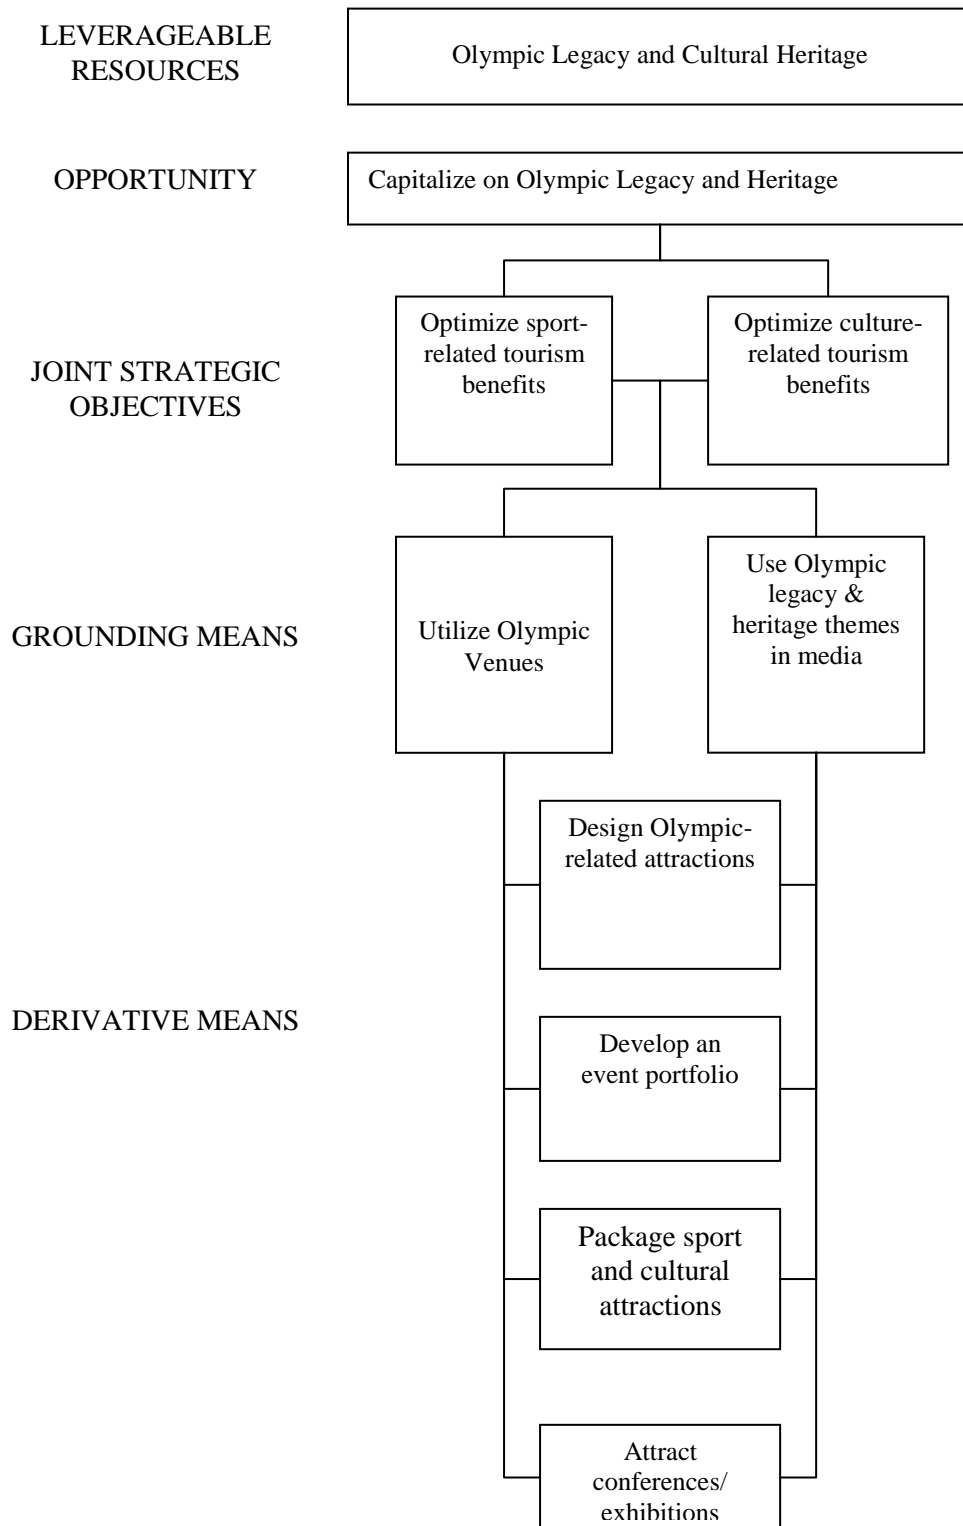 LEVERAGEABLE
RESOURCES
Olympic Legacy and Cultural Heritage
OPPORTUNITY
Capitalize on Olympic Legacy and Heritage
JOINT STRATEGIC
OBJECTIVES
Optimize sport-
related tourism
benefits
Optimize culture-
related tourism
benefits
GROUNDING MEANS
Utilize Olympic
Venues
Use Olympic
legacy &
heritage themes
in media
DERIVATIVE MEANS
Design Olympic-
related attractions
Develop an
event portfolio
Package sport
and cultural
attractions
Attract
conferences/
exhibitions